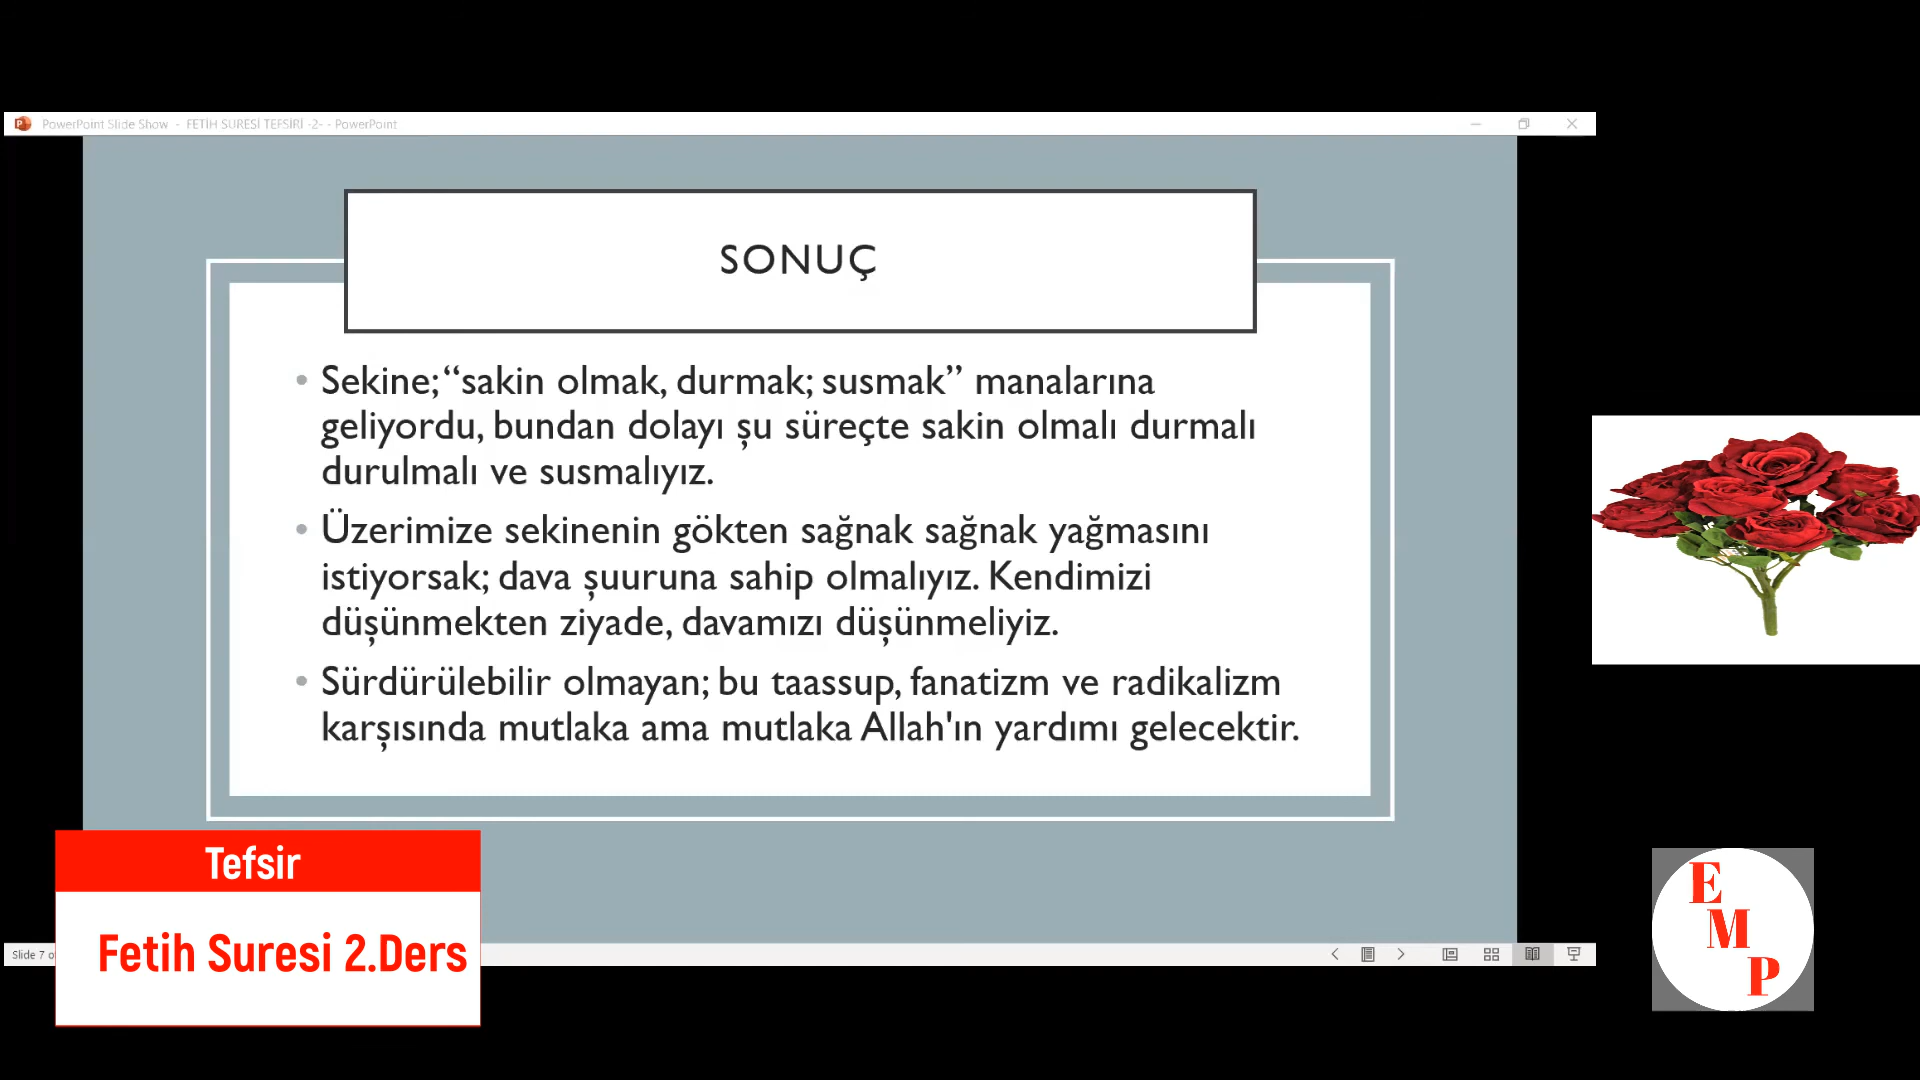 PowerPoint Slide Show - FETİH SURESİ TEFSİRİ -2- - PowerPoint
SONUÇ
• Sekine; “sakin olmak, durmak; susmak” manalarına
geliyordu, bundan dolayı şu süreçte sakin olmalı durmalı
durulmalı ve susmalıyız.
• Üzerimize sekinenin gökten sağnak sağnak yağmasını
istiyorsak; dava şuuruna sahip olmalıyız. Kendimizi
düşünmekten ziyade, davamızı düşünmeliyiz.
• Sürdürülebilir olmayan; bu taassup, fanatizm ve radikalizm
karşısında mutlaka ama mutlaka Allah'ın yardımı gelecektir.
Slide 7
Tefsir
Fetih Suresi 2.Ders
E
M
P